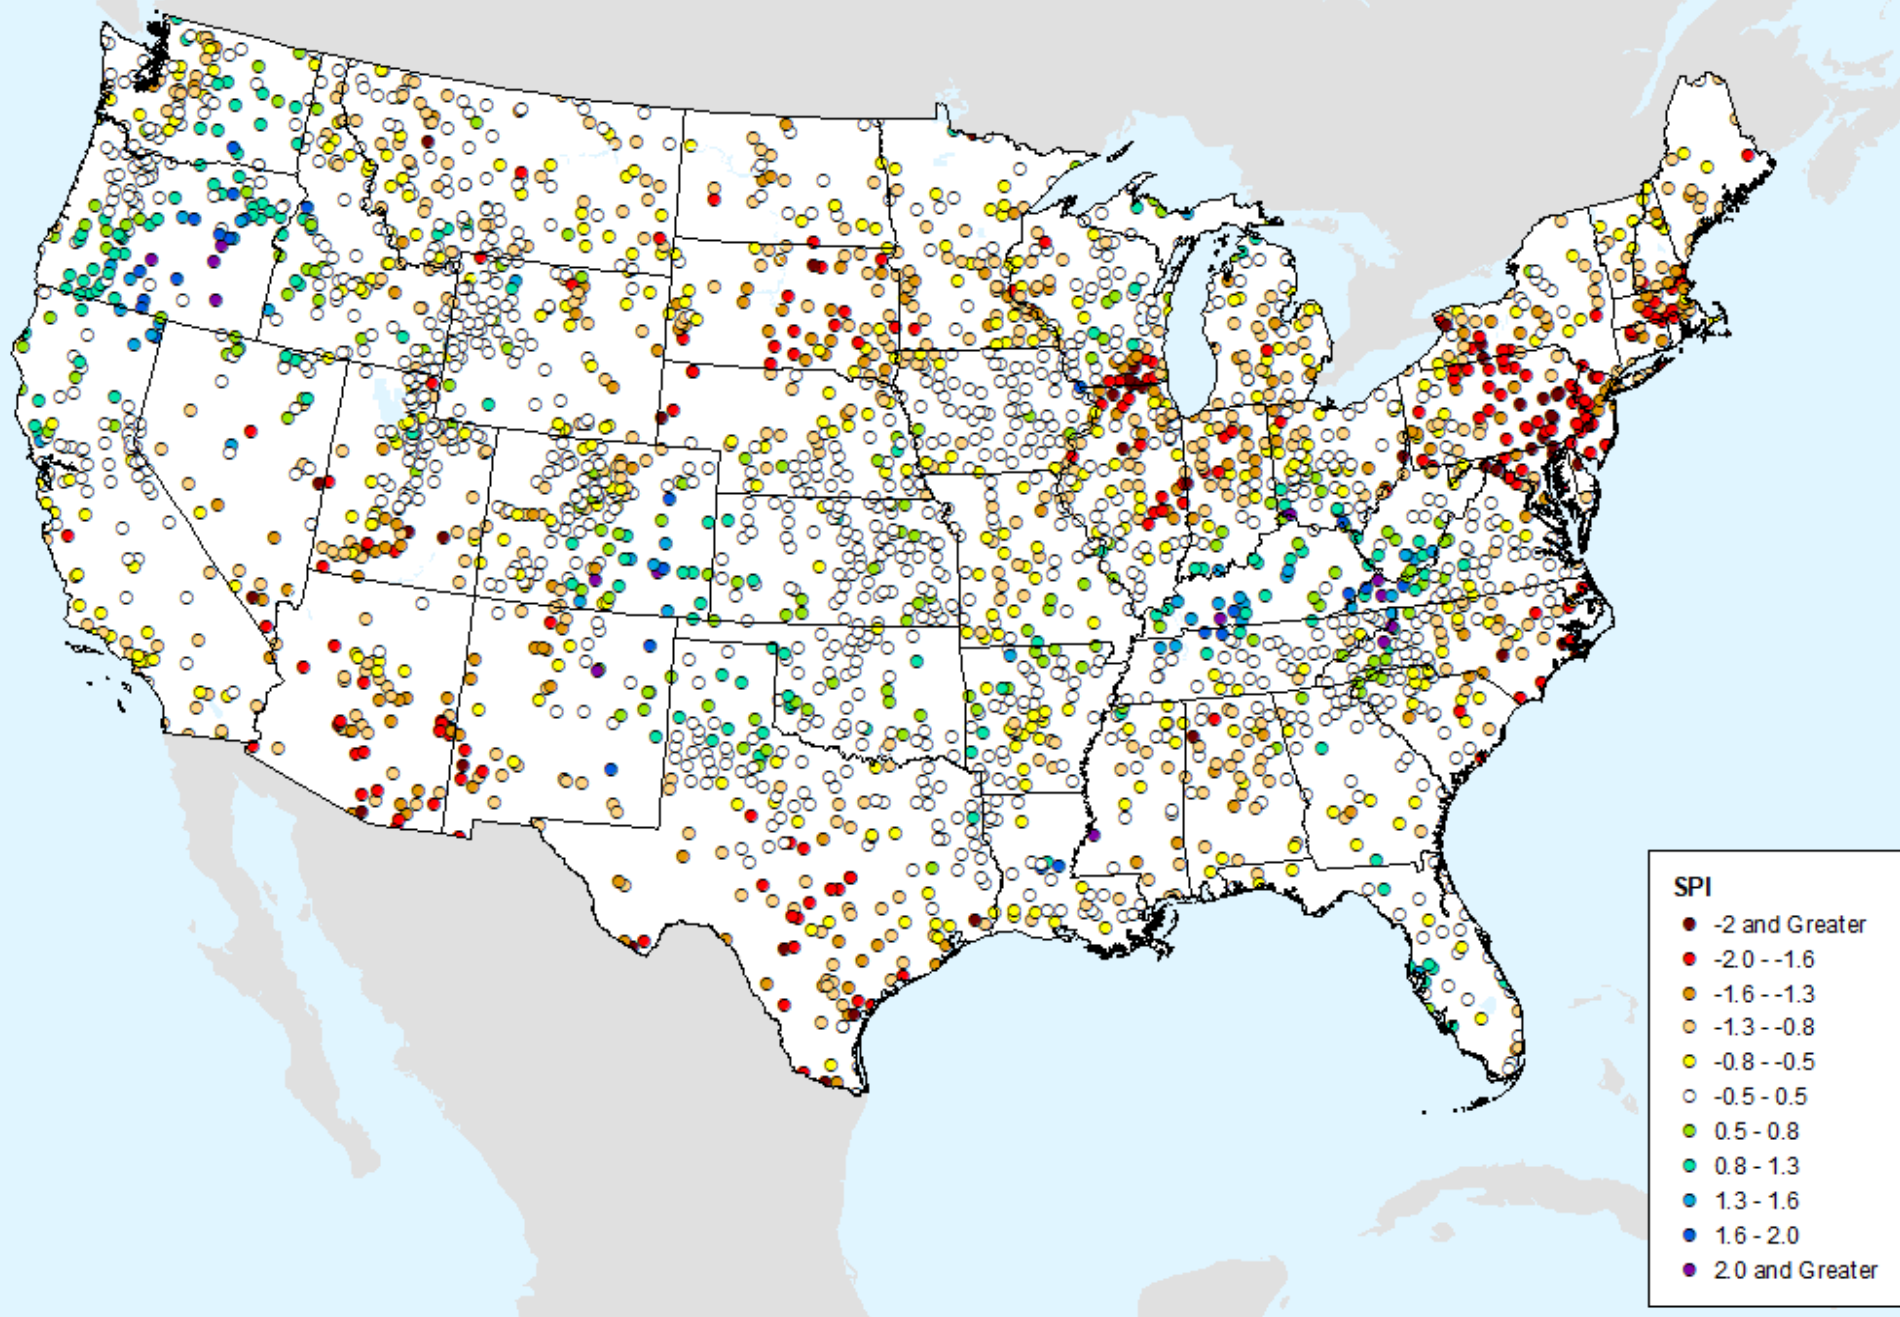 SPI
-2 and Greater
-2.0 - -1.6
-1.6 - -1.3
-1.3 - -0.8
-0.8 - -0.5
-0.5 - 0.5
0.5 - 0.8
0.8 - 1.3
1.3 - 1.6
1.6 - 2.0
2.0 and Greater